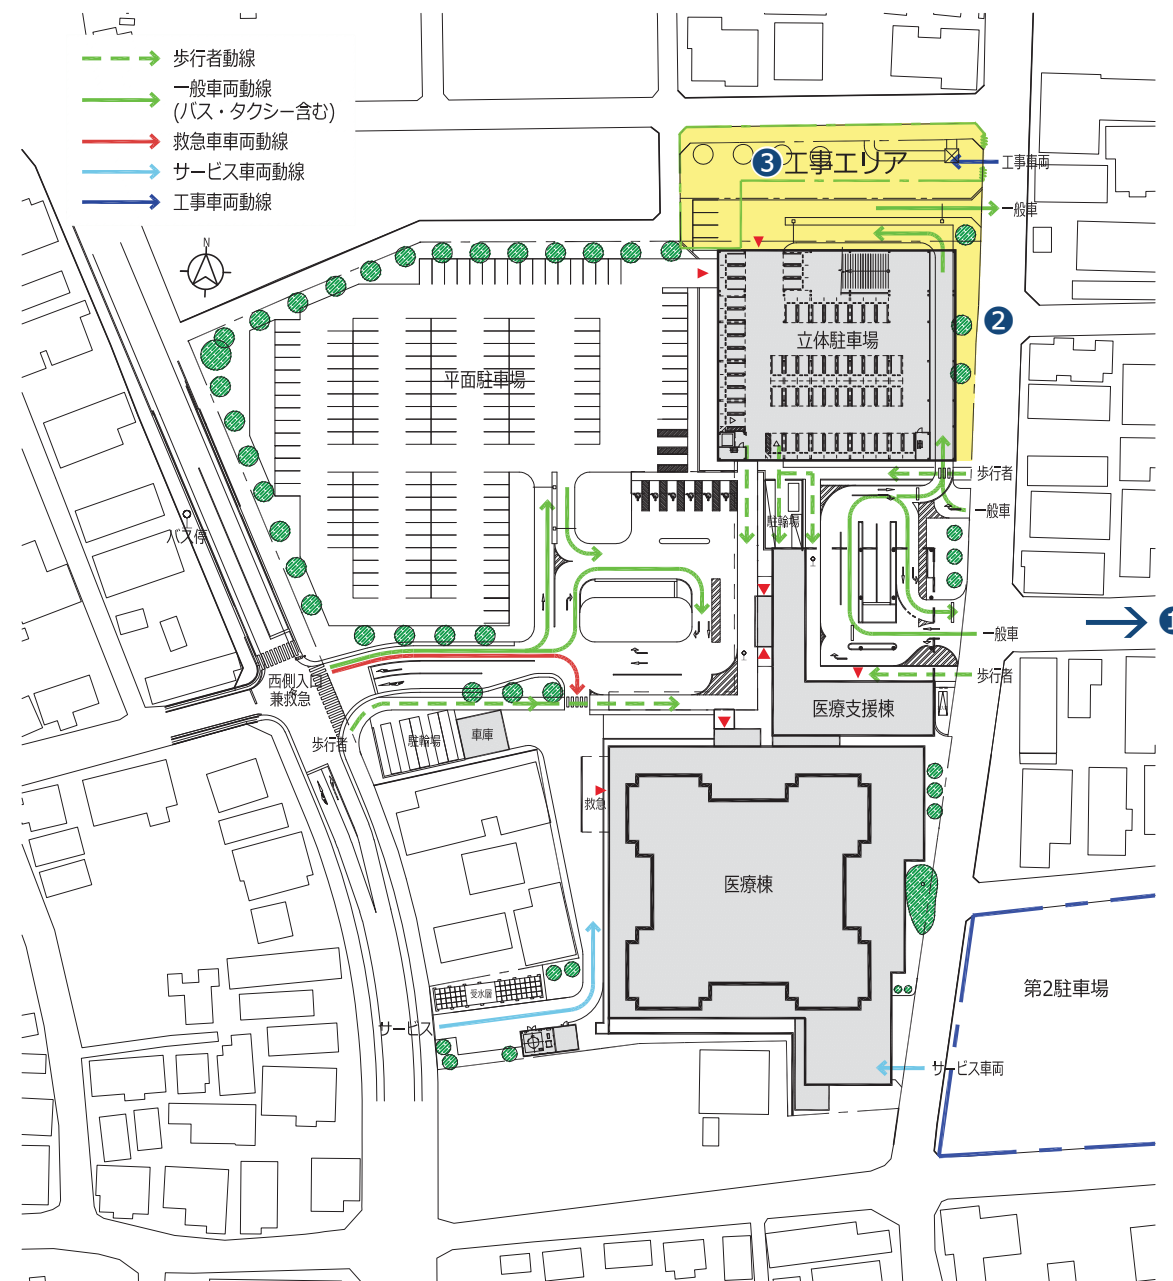 歩行者動線
一般車両動線
(バス・タクシー含む)
救急車車両動線
サービス車両動線
工事車両動線
N
3 工事エリア
工事車両
一般車
2
立体駐車場
平面駐車場
歩行者
一般車
駐輪場
バス停
1
一般車
西側入口
兼救急
歩行者
医療支援棟
歩行者
駐輪場
車庫
救急
医療棟
第2駐車場
受水層
サービス
サービス車両